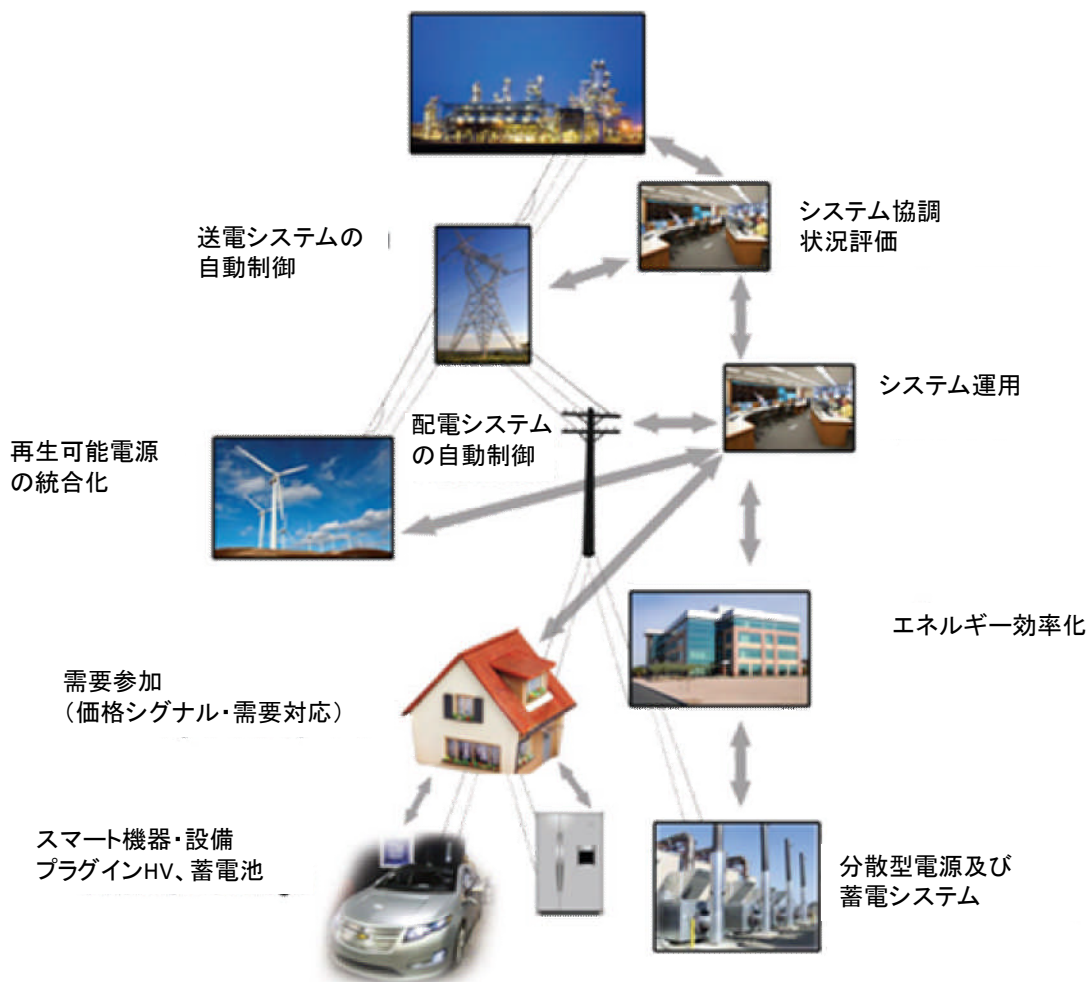 システム協調
状況評価
送電システムの
自動制御
システム運用
配電システム
の自動制御
再生可能電源
の統合化
エネルギー効率化
需要参加
（価格シグナル・需要対応）
スマート機器・設備
プラグインHV、蓄電池
分散型電源及び
蓄電システム